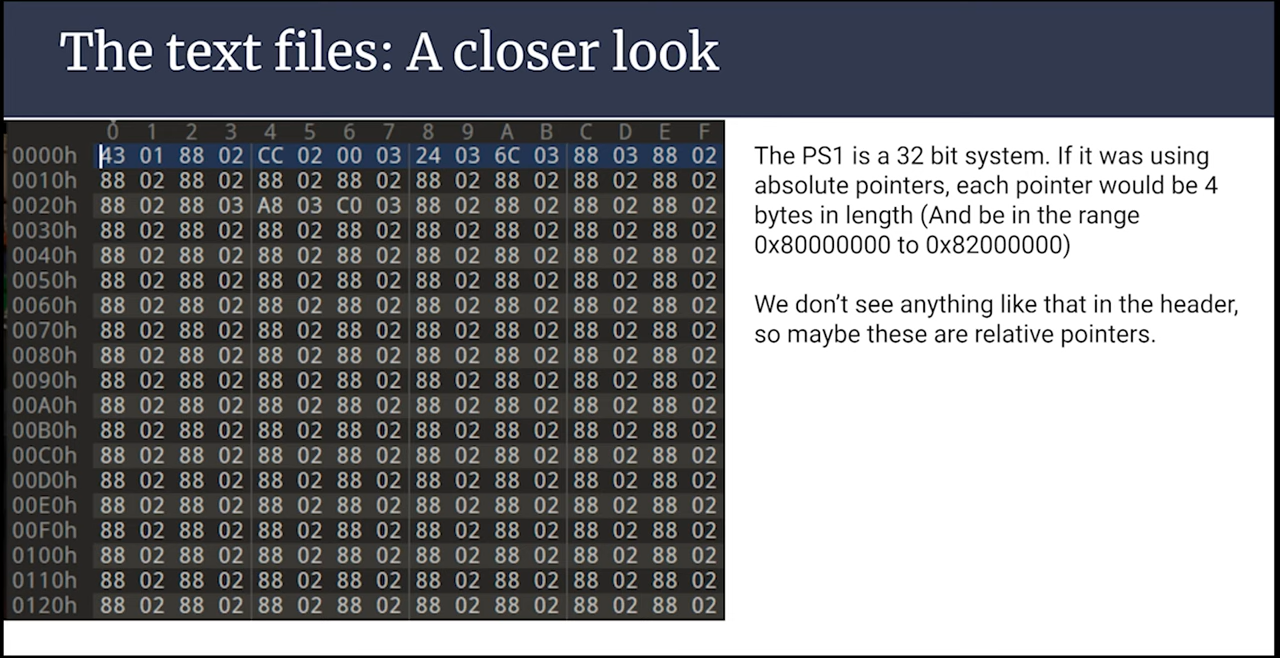 The text files: A closer look
0 1 2 3 4 5 6 7 8 9 A B C D E F
0000h 43 01 88 02 CC 02 00 03 24 03 6C 03 88 03 88 02
0010h 88 02 88 02 88 02 88 02 88 02 88 02 88 02 88 02
0020h 88 02 88 03 A8 03 C0 03 88 02 88 02 88 02 88 02
0030h 88 02 88 02 88 02 88 02 88 02 88 02 88 02 88 02
0040h 88 02 88 02 88 02 88 02 88 02 88 02 88 02 88 02
0050h 88 02 88 02 88 02 88 02 88 02 88 02 88 02 88 02
0060h 88 02 88 02 88 02 88 02 88 02 88 02 88 02 88 02
0070h 88 02 88 02 88 02 88 02 88 02 88 02 88 02 88 02
0080h 88 02 88 02 88 02 88 02 88 02 88 02 88 02 88 02
0090h 88 02 88 02 88 02 88 02 88 02 88 02 88 02 88 02
00A0h 88 02 88 02 88 02 88 02 88 02 88 02 88 02 88 02
00B0h 88 02 88 02 88 02 88 02 88 02 88 02 88 02 88 02
00C0h 88 02 88 02 88 02 88 02 88 02 88 02 88 02 88 02
00D0h 88 02 88 02 88 02 88 02 88 02 88 02 88 02 88 02
00E0h 88 02 88 02 88 02 88 02 88 02 88 02 88 02 88 02
00F0h 88 02 88 02 88 02 88 02 88 02 88 02 88 02 88 02
0100h 88 02 88 02 88 02 88 02 88 02 88 02 88 02 88 02
0110h 88 02 88 02 88 02 88 02 88 02 88 02 88 02 88 02
0120h 88 02 88 02 88 02 88 02 88 02 88 02 88 02 88 02
The PS1 is a 32 bit system. If it was using
absolute pointers, each pointer would be 4
bytes in length (And be in the range
0x80000000 to 0x82000000)
We don’t see anything like that in the header,
so maybe these are relative pointers.